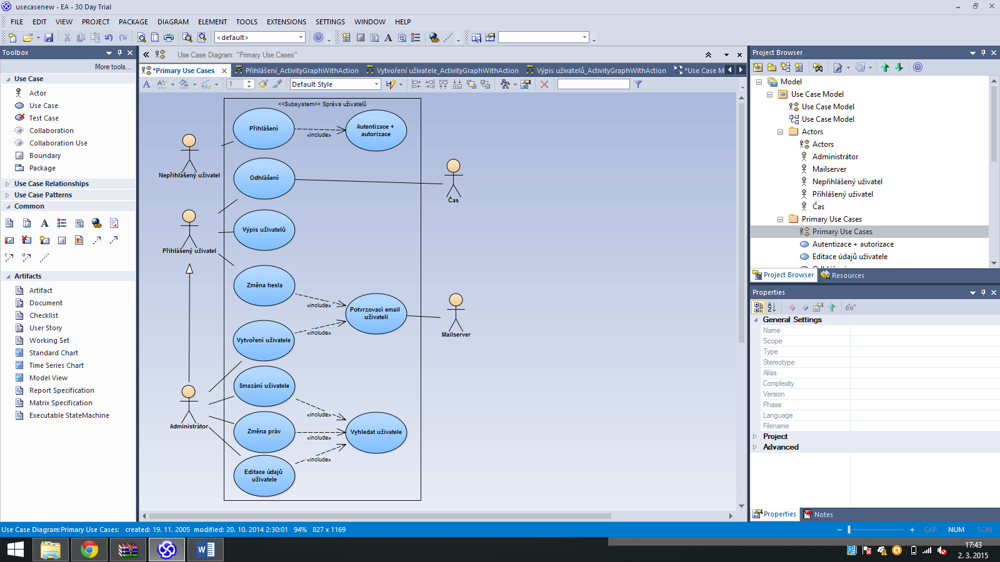 usecasenew - EA - 30 Day Trial
FILE EDIT VIEW PROJECT PACKAGE DIAGRAM ELEMENT TOOLS EXTENSIONS SETTINGS WINDOW HELP
<default>
Toolbox
More tools...
Use Case
Actor
Use Case
Test Case
Collaboration
Collaboration Use
Boundary
Package
Use Case Relationships
Use Case Patterns
Common
Artifacts
Artifact
Document
Checklist
User Story
Working Set
Standard Chart
Time Series Chart
Model View
Report Specification
Matrix Specification
Executable StateMachine
Use Case Diagram: "Primary Use Cases"
*Primary Use Cases
Přihlášení_ActivityGraphWithAction
Vytvoření uživatele_ActivityGraphWithAction
Výpis uživatelů_ActivityGraphWithAction
*Use Case M
1
Default Style
<<Subsystem>> Správa uživatelů
Přihlášení
«include»
Autentizace +
autorizace
Nepřihlášený uživatel
Odhlášení
Čas
Přihlášený uživatel
Výpis uživatelů
Změna hesla
«include»
Potvrzovací email
uživateli
Mailserver
Vytvoření uživatele
«include»
Smazání uživatele
«include»
Administrátor
Změna práv
«include»
Vyhledat uživatele
Editace údajů
uživatele
«include»
Project Browser
Model
Use Case Model
Use Case Model
Use Case Model
Actors
Actors
Administrátor
Mailserver
Nepřihlášený uživatel
Přihlášený uživatel
Čas
Primary Use Cases
Primary Use Cases
Autentizace + autorizace
Editace údajů uživatele
Project Browser
Resources
Properties
General Settings
Name
Scope
Type
Stereotype
Alias
Complexity
Version
Phase
Language
Filename
Project
Advanced
Properties
Notes
Use Case Diagram:Primary Use Cases: created: 19. 11. 2005 modified: 20. 10. 2014 2:30:01 94% 827 x 1169
CAP NUM SCRL
17:43
2. 3. 2015